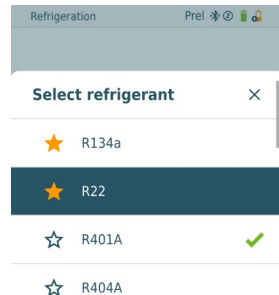 Refrigeration Prel
Select refrigerant
R134a
R22
R401A
R404A